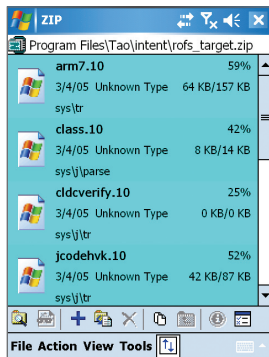 ZIP
Program Files\Tao\intent\rofs_target.zip
arm7.10 59%
3/4/05 Unknown Type 64 KB/157 KB
sys\tr
class.10 42%
3/4/05 Unknown Type 8 KB/14 KB
sys\j\parse
cldcverify.10 25%
3/4/05 Unknown Type 0 KB/0 KB
sys\j\tr
jcodehvk.10 52%
3/4/05 Unknown Type 42 KB/87 KB
sys\j\tr
File Action View Tools